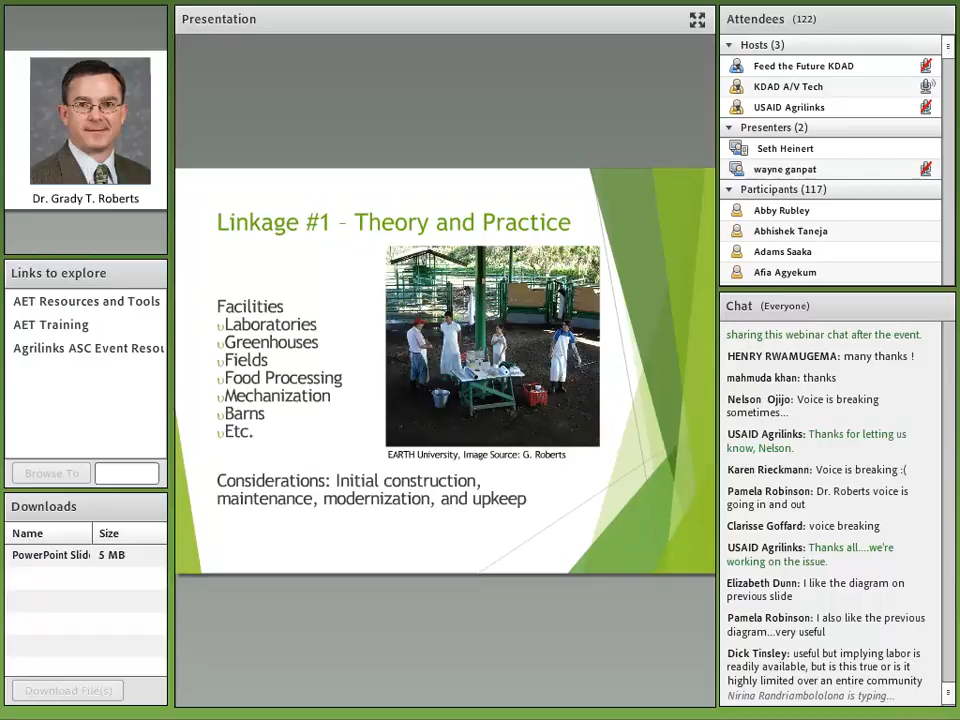 Dr. Grady T. Roberts
Links to explore
AET Resources and Tools
AET Training
Agrilinks ASC Event Resou
Browse To
Downloads
Name Size
PowerPoint Slid 5 MB
Download File(s)
Presentation
Linkage #1 – Theory and Practice
Facilities
Laboratories
Greenhouses
Fields
Food Processing
Mechanization
Barns
Etc.
EARTH University, Image Source: G. Roberts
Considerations: Initial construction,
maintenance, modernization, and upkeep
Attendees (122)
Hosts (3)
Feed the Future KDAD
KDAD A/V Tech
USAID Agrilinks
Presenters (2)
Seth Heinert
wayne ganpat
Participants (117)
Abby Rubley
Abhishek Taneja
Adams Saaka
Afia Agyekum
Chat (Everyone)
sharing this webinar chat after the event.
HENRY RWAMUGEMA: many thanks !
mahmuda khan: thanks
Nelson Ojijo: Voice is breaking
sometimes...
USAID Agrilinks: Thanks for letting us
know, Nelson.
Karen Rieckmann: Voice is breaking :(
Pamela Robinson: Dr. Roberts voice is
going in and out
Clarisse Goffard: voice breaking
USAID Agrilinks: Thanks all....we're
working on the issue.
Elizabeth Dunn: I like the diagram on
previous slide
Pamela Robinson: I also like the previous
diagram...very useful
Dick Tinsley: useful but implying labor is
readily available, but is this true or is it
highly limited over an entire community
Nirina Randriambololona is typing...